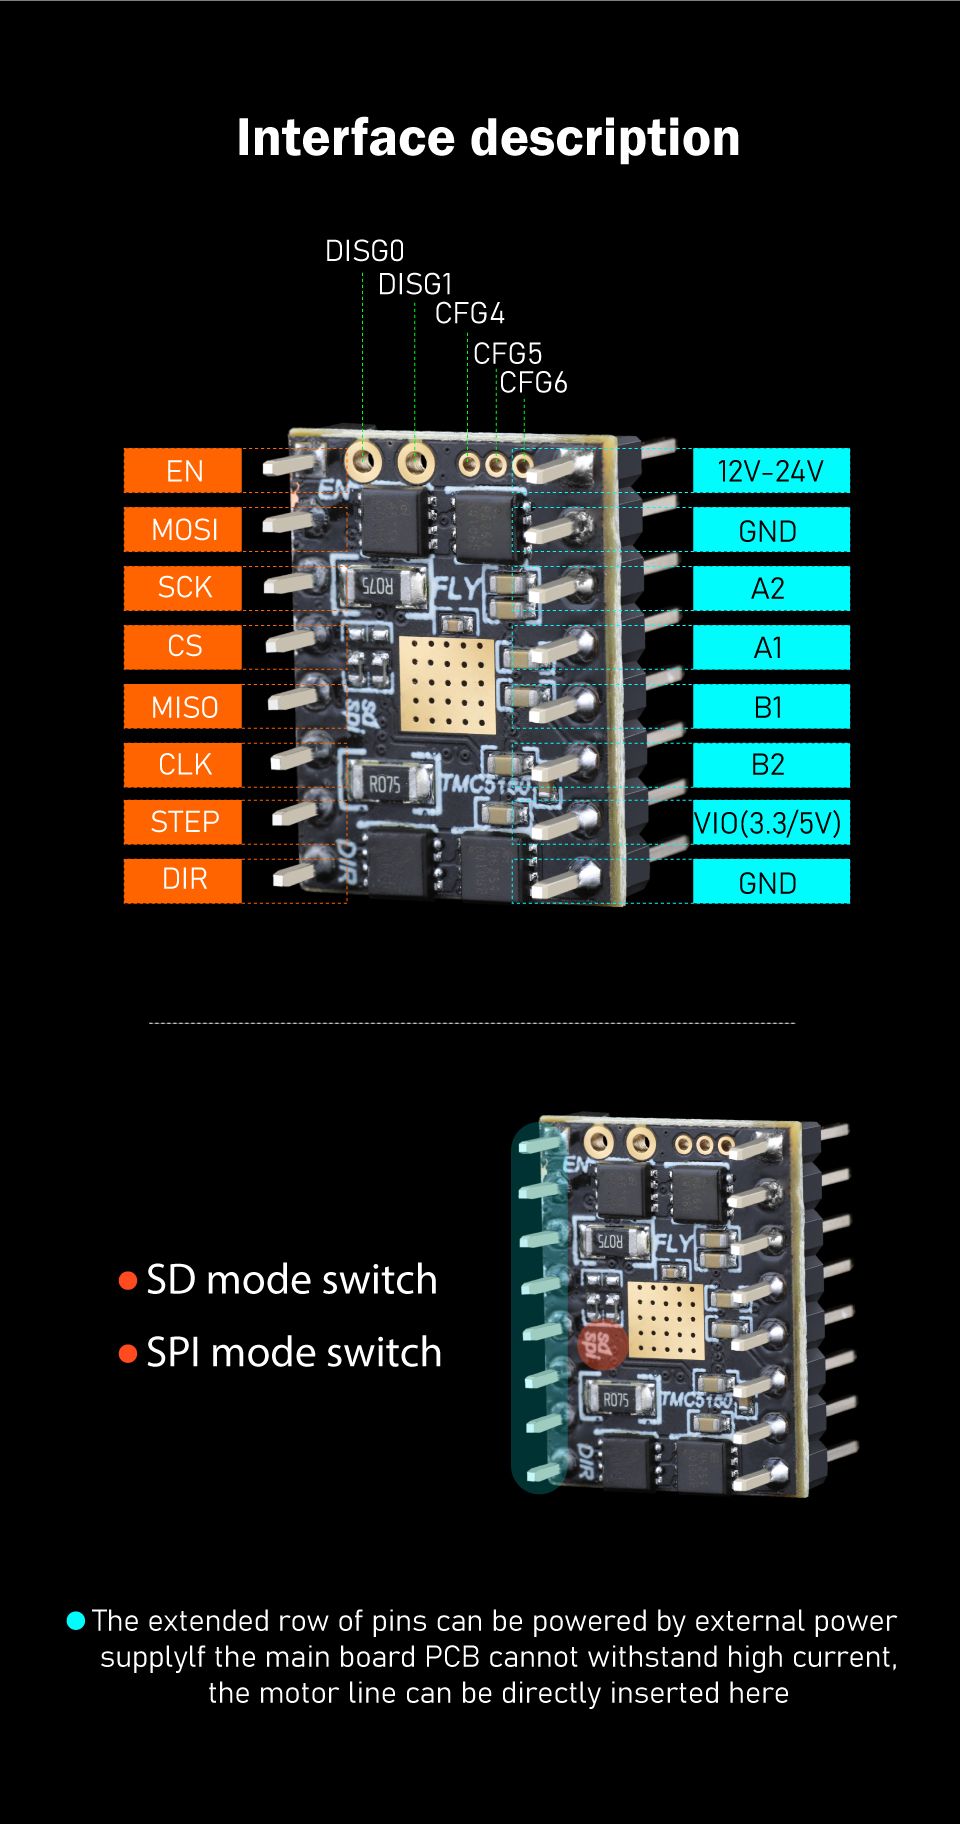 Interface description
DISG0
DISG1
CFG4
CFG5
CFG6
EN
12V-24V
MOSI
GND
SCK
A2
CS
A1
MISO
B1
CLK
B2
STEP
VIO(3.3/5V)
DIR
GND
EN
R075
FLY
sd
spi
R075
TMC5160
DIR
SD mode switch
SPI mode switch
EN
R075
FLY
sd
spi
R075
TMC5160
DIR
The extended row of pins can be powered by external power
supplyIf the main board PCB cannot withstand high current,
the motor line can be directly inserted here